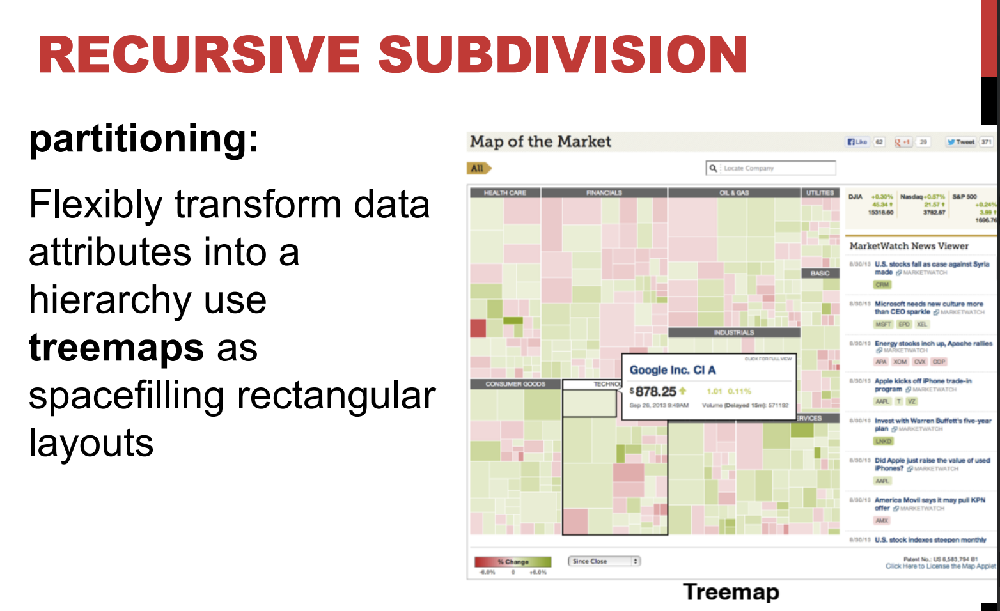 RECURSIVE SUBDIVISION
partitioning:
Flexibly transform data
attributes into a
hierarchy use
treemaps as
spacefilling rectangular
layouts
Map of the Market
Like 62 +1 29 Tweet 371
All
Locate Company
HEALTH CARE FINANCIALS OIL & GAS UTILITIES
BASIC
INDUSTRIALS
CONSUMER GOODS TECHNOL
ERVICES
CLICK FOR FULL VIEW
Google Inc. Cl A
$878.25 1.01 0.11%
Sep 26, 2013 9:49AM Volume (Delayed 15m): 571192
DJIA +0.30% Nasdaq +0.57% S&P 500
45.34 21.57 +0.24%
15318.60 3782.67 3.99
1696.76
MarketWatch News Viewer
8/30/13 U.S. stocks fall as case against Syria
made MARKETWATCH
CRM
8/30/13 Microsoft needs new culture more
than CEO sparkle MARKETWATCH
MSFT EPD XEL
8/30/13 Energy stocks inch up, Apache rallies
MARKETWATCH
APA XOM CVX COP
8/30/13 Apple kicks off iPhone trade-in
program MARKETWATCH
AAPL T VZ
8/30/13 Invest with Warren Buffett's five-year
plan MARKETWATCH
LNKD
8/30/13 Did Apple just raise the value of used
iPhones? MARKETWATCH
AAPL
8/30/13 America Movil says it may pull KPN
offer MARKETWATCH
AMX
8/30/13 U.S. stock indexes steepen monthly
% Change
-6.0% 0 +6.0%
Since Close
Patent No.: US 6,583,794 B1
Click Here to License the Map Applet
Treemap